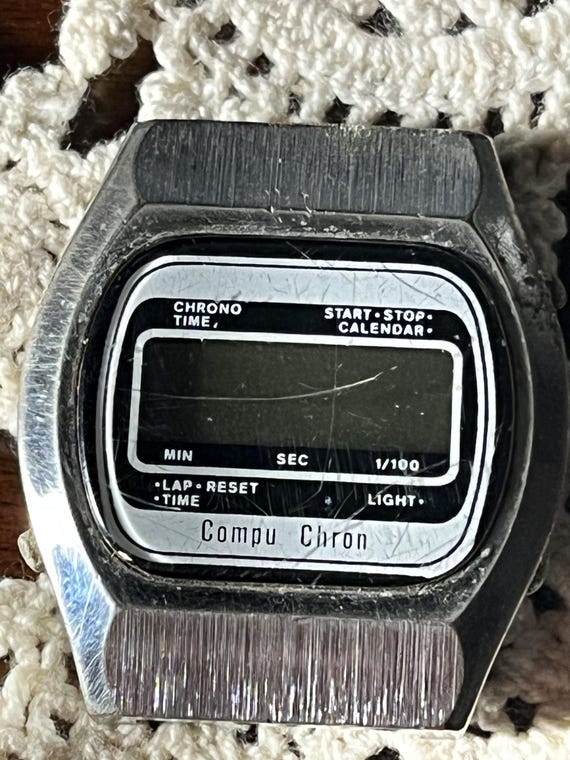 CHRONO START•STOP•
TIME CALENDAR•
MIN SEC 1/100
•LAP•RESET
•TIME LIGHT•
Compu Chron